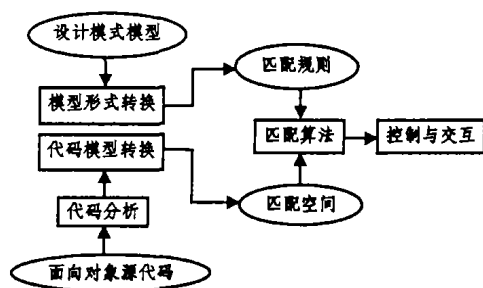 设计模式模型
匹配规则
模型形式转换
代码模型转换
匹配算法
控制与交互
代码分析
匹配空间
面向对象源代码